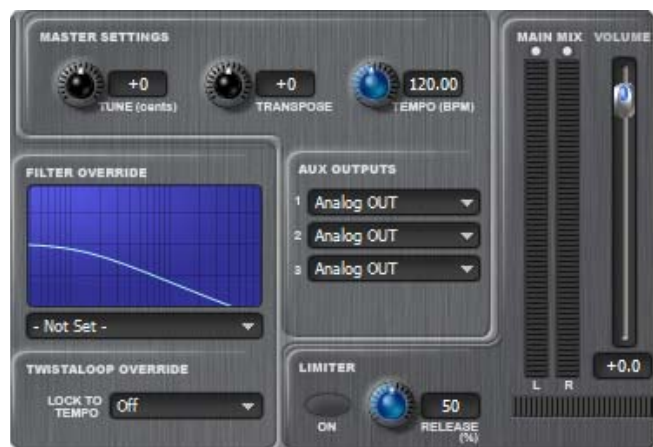 MASTER SETTINGS
+0
TUNE (cents)
+0
TRANSPOSE
120.00
TEMPO (BPM)
MAIN MIX
VOLUME
FILTER OVERRIDE
- Not Set -
AUX OUTPUTS
1 Analog OUT
2 Analog OUT
3 Analog OUT
TWISTALOOP OVERRIDE
LOCK TO
TEMPO
Off
LIMITER
ON
50
RELEASE
(%)
L R
+0.0